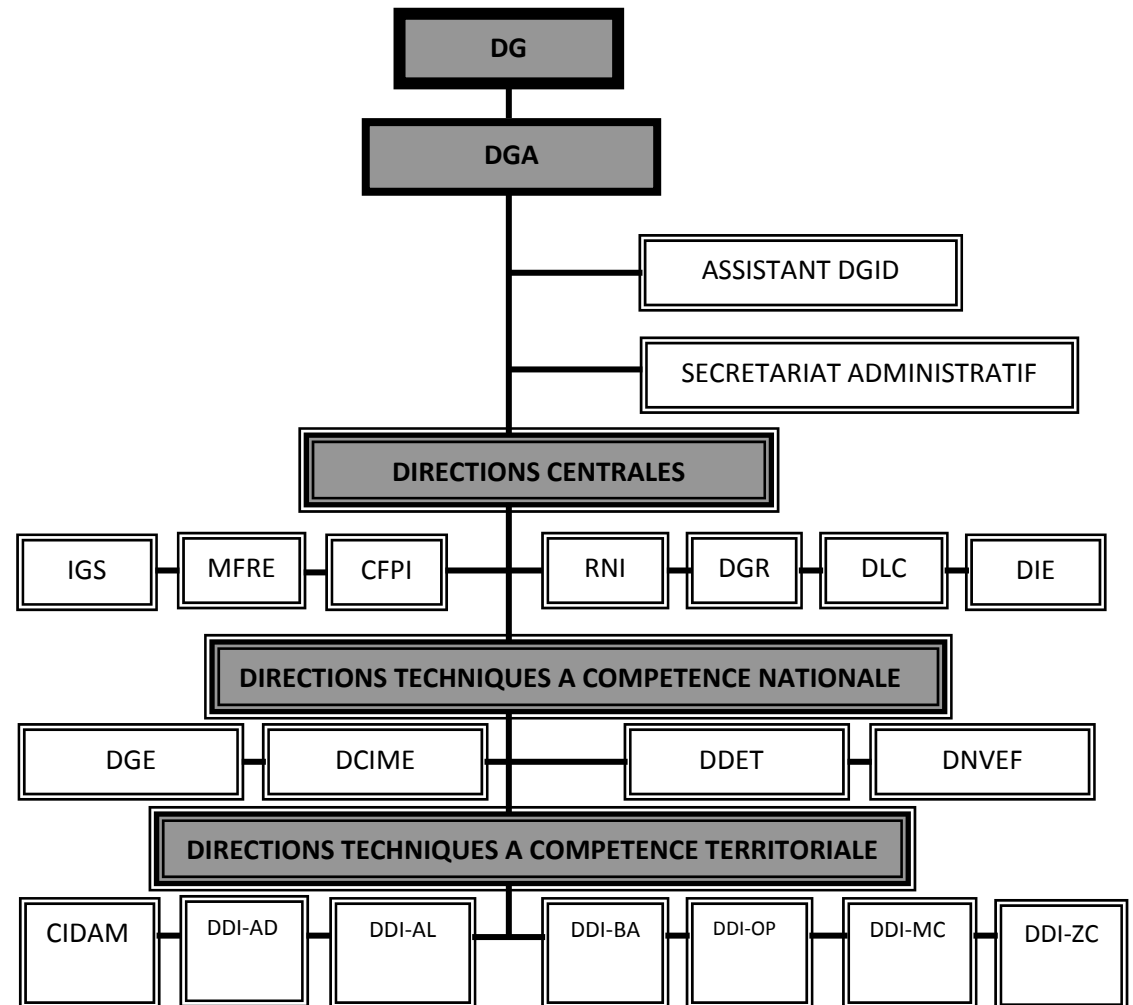 DG
DGA
ASSISTANT DGID
SECRETARIAT ADMINISTRATIF
DIRECTIONS CENTRALES
IGS
MFRE
CFPI
RNI
DGR
DLC
DIE
DIRECTIONS TECHNIQUES A COMPETENCE NATIONALE
DGE
DCIME
DDET
DNVEF
DIRECTIONS TECHNIQUES A COMPETENCE TERRITORIALE
CIDAM
DDI-AD
DDI-AL
DDI-BA
DDI-OP
DDI-MC
DDI-ZC